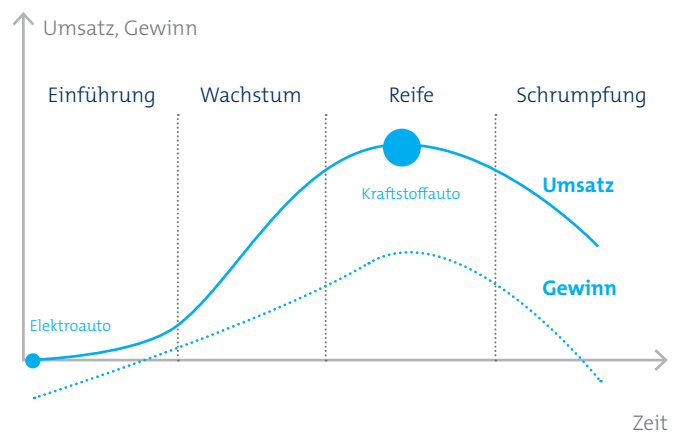 Umsatz, Gewinn
Einführung
Wachstum
Reife
Schrumpfung
Umsatz
Kraftstoffauto
Gewinn
Elektroauto
Zeit